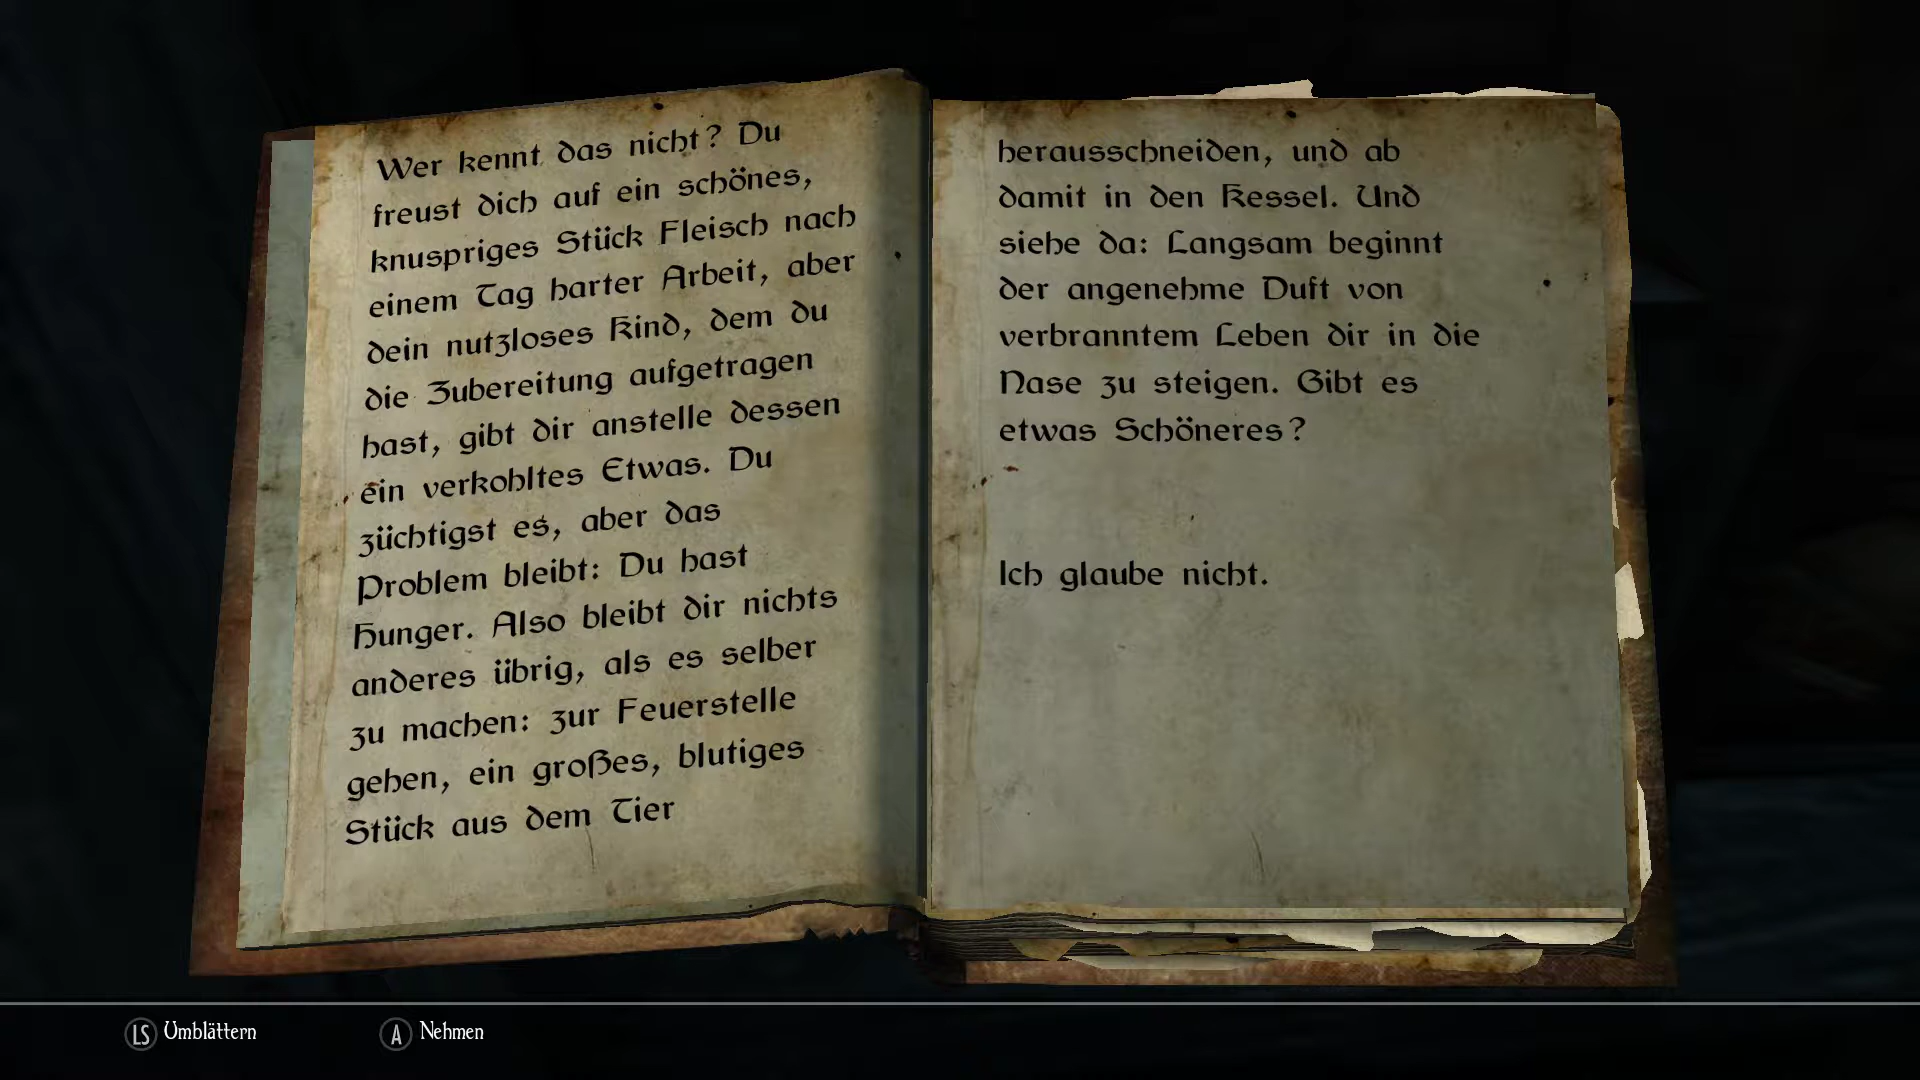 Wer kennt das nicht? Du
freust dich auf ein schönes,
knuspriges Stück Fleisch nach
einem Tag harter Arbeit, aber
dein nutzloses Kind, dem du
die Zubereitung aufgetragen
hast, gibt dir anstelle dessen
ein verkohltes Etwas. Du
züchtigst es, aber das
Problem bleibt: Du hast
Hunger. Also bleibt dir nichts
anderes übrig, als es selber
zu machen: zur Feuerstelle
gehen, ein großes, blutiges
Stück aus dem Tier
herausschneiden, und ab
damit in den Kessel. Und
siehe da: Langsam beginnt
der angenehme Duft von
verbranntem Leben dir in die
Nase zu steigen. Gibt es
etwas Schöneres?
Ich glaube nicht.
LS Umblättern
A Nehmen